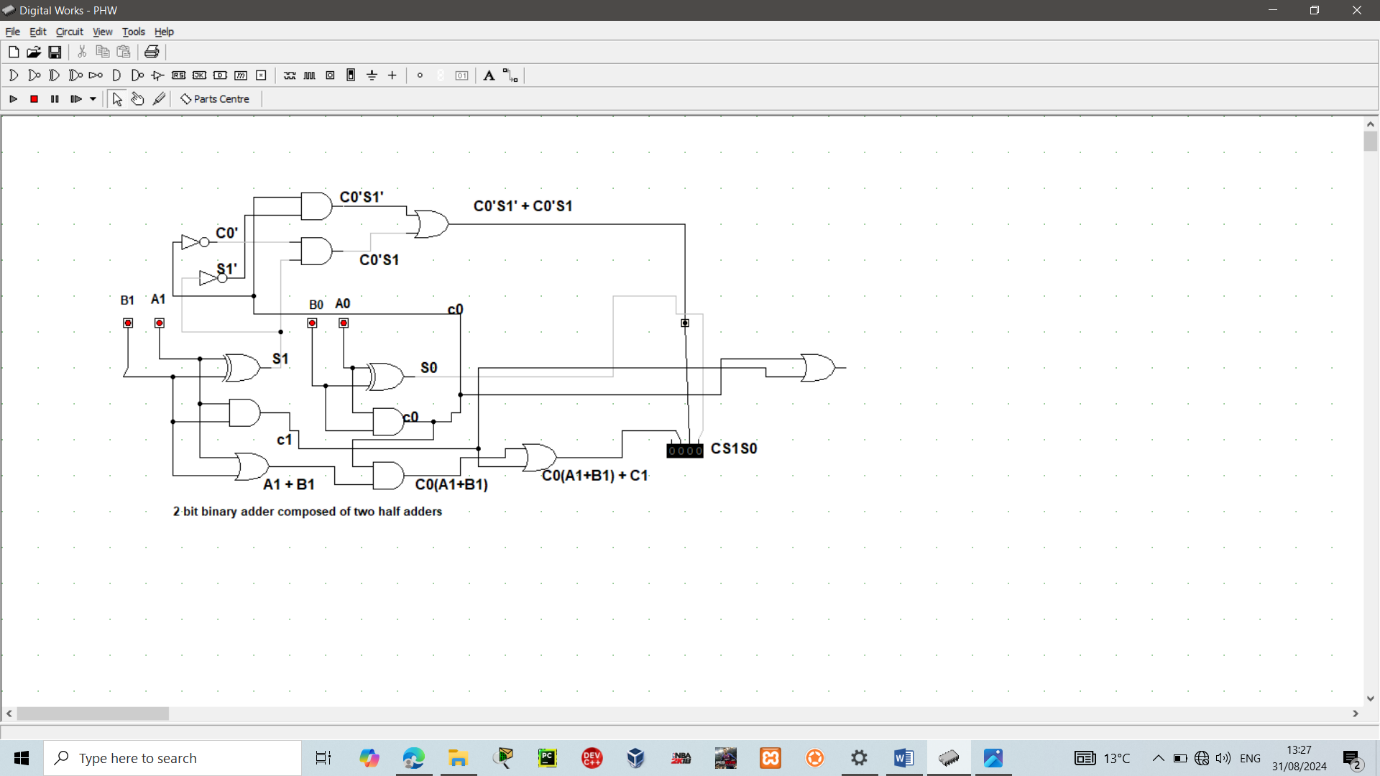 Digital Works - PHW
File Edit Circuit View Tools Help
Parts Centre
C0'S1'
C0'S1' + C0'S1
C0'
C0'S1
S1'
B1 A1 B0 A0 c0
S1 S0
c0
c1
CS1S0
A1 + B1 C0(A1+B1) C0(A1+B1) + C1
2 bit binary adder composed of two half adders
Type here to search
13°C ENG 13:27
31/08/2024
2